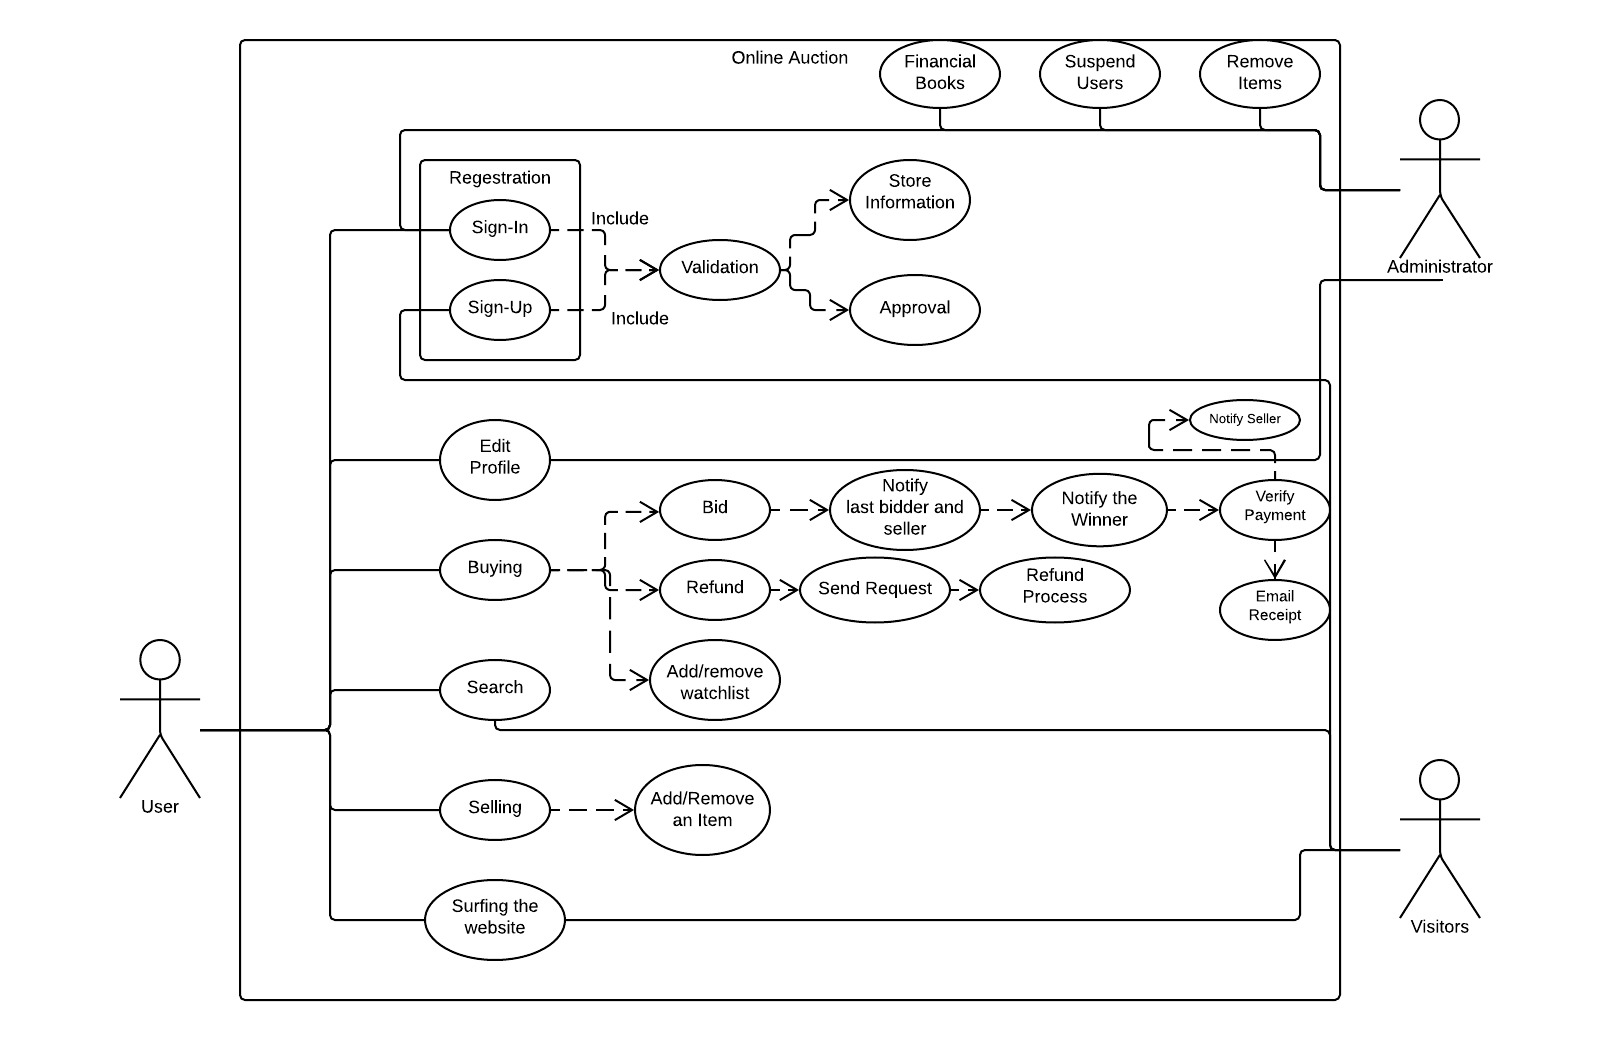 Online Auction
Financial
Books
Suspend
Users
Remove
Items
Regestration
Sign-In
Include
Sign-Up
Include
Validation
Store
Information
Approval
Administrator
Edit
Profile
Notify Seller
Buying
Bid
Notify
last bidder and
seller
Notify the
Winner
Verify
Payment
Refund
Send Request
Refund
Process
Email
Receipt
Add/remove
watchlist
Search
User
Selling
Add/Remove
an Item
Surfing the
website
Visitors